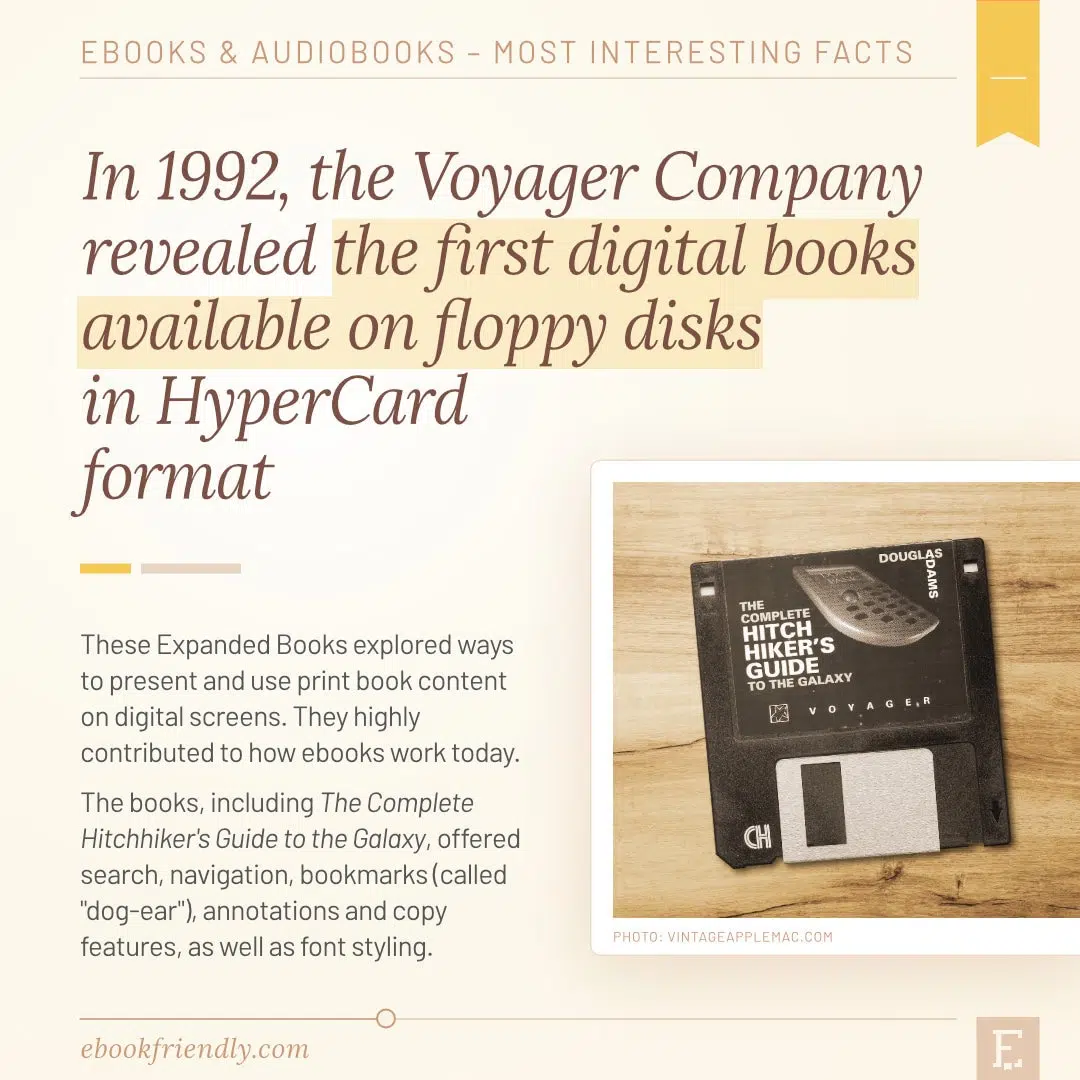 EBOOKS & AUDIOBOOKS – MOST INTERESTING FACTS
In 1992, the Voyager Company
revealed the first digital books
available on floppy disks
in HyperCard
format
These Expanded Books explored ways
to present and use print book content
on digital screens. They highly
contributed to how ebooks work today.
The books, including The Complete
Hitchhiker's Guide to the Galaxy, offered
search, navigation, bookmarks (called
"dog-ear"), annotations and copy
features, as well as font styling.
DOUGLAS
ADAMS
THE
COMPLETE
HITCH
HIKER'S
GUIDE
TO THE GALAXY
VOYAGER
CH
PHOTO: VINTAGEAPPLEMAC.COM
ebookfriendly.com
E